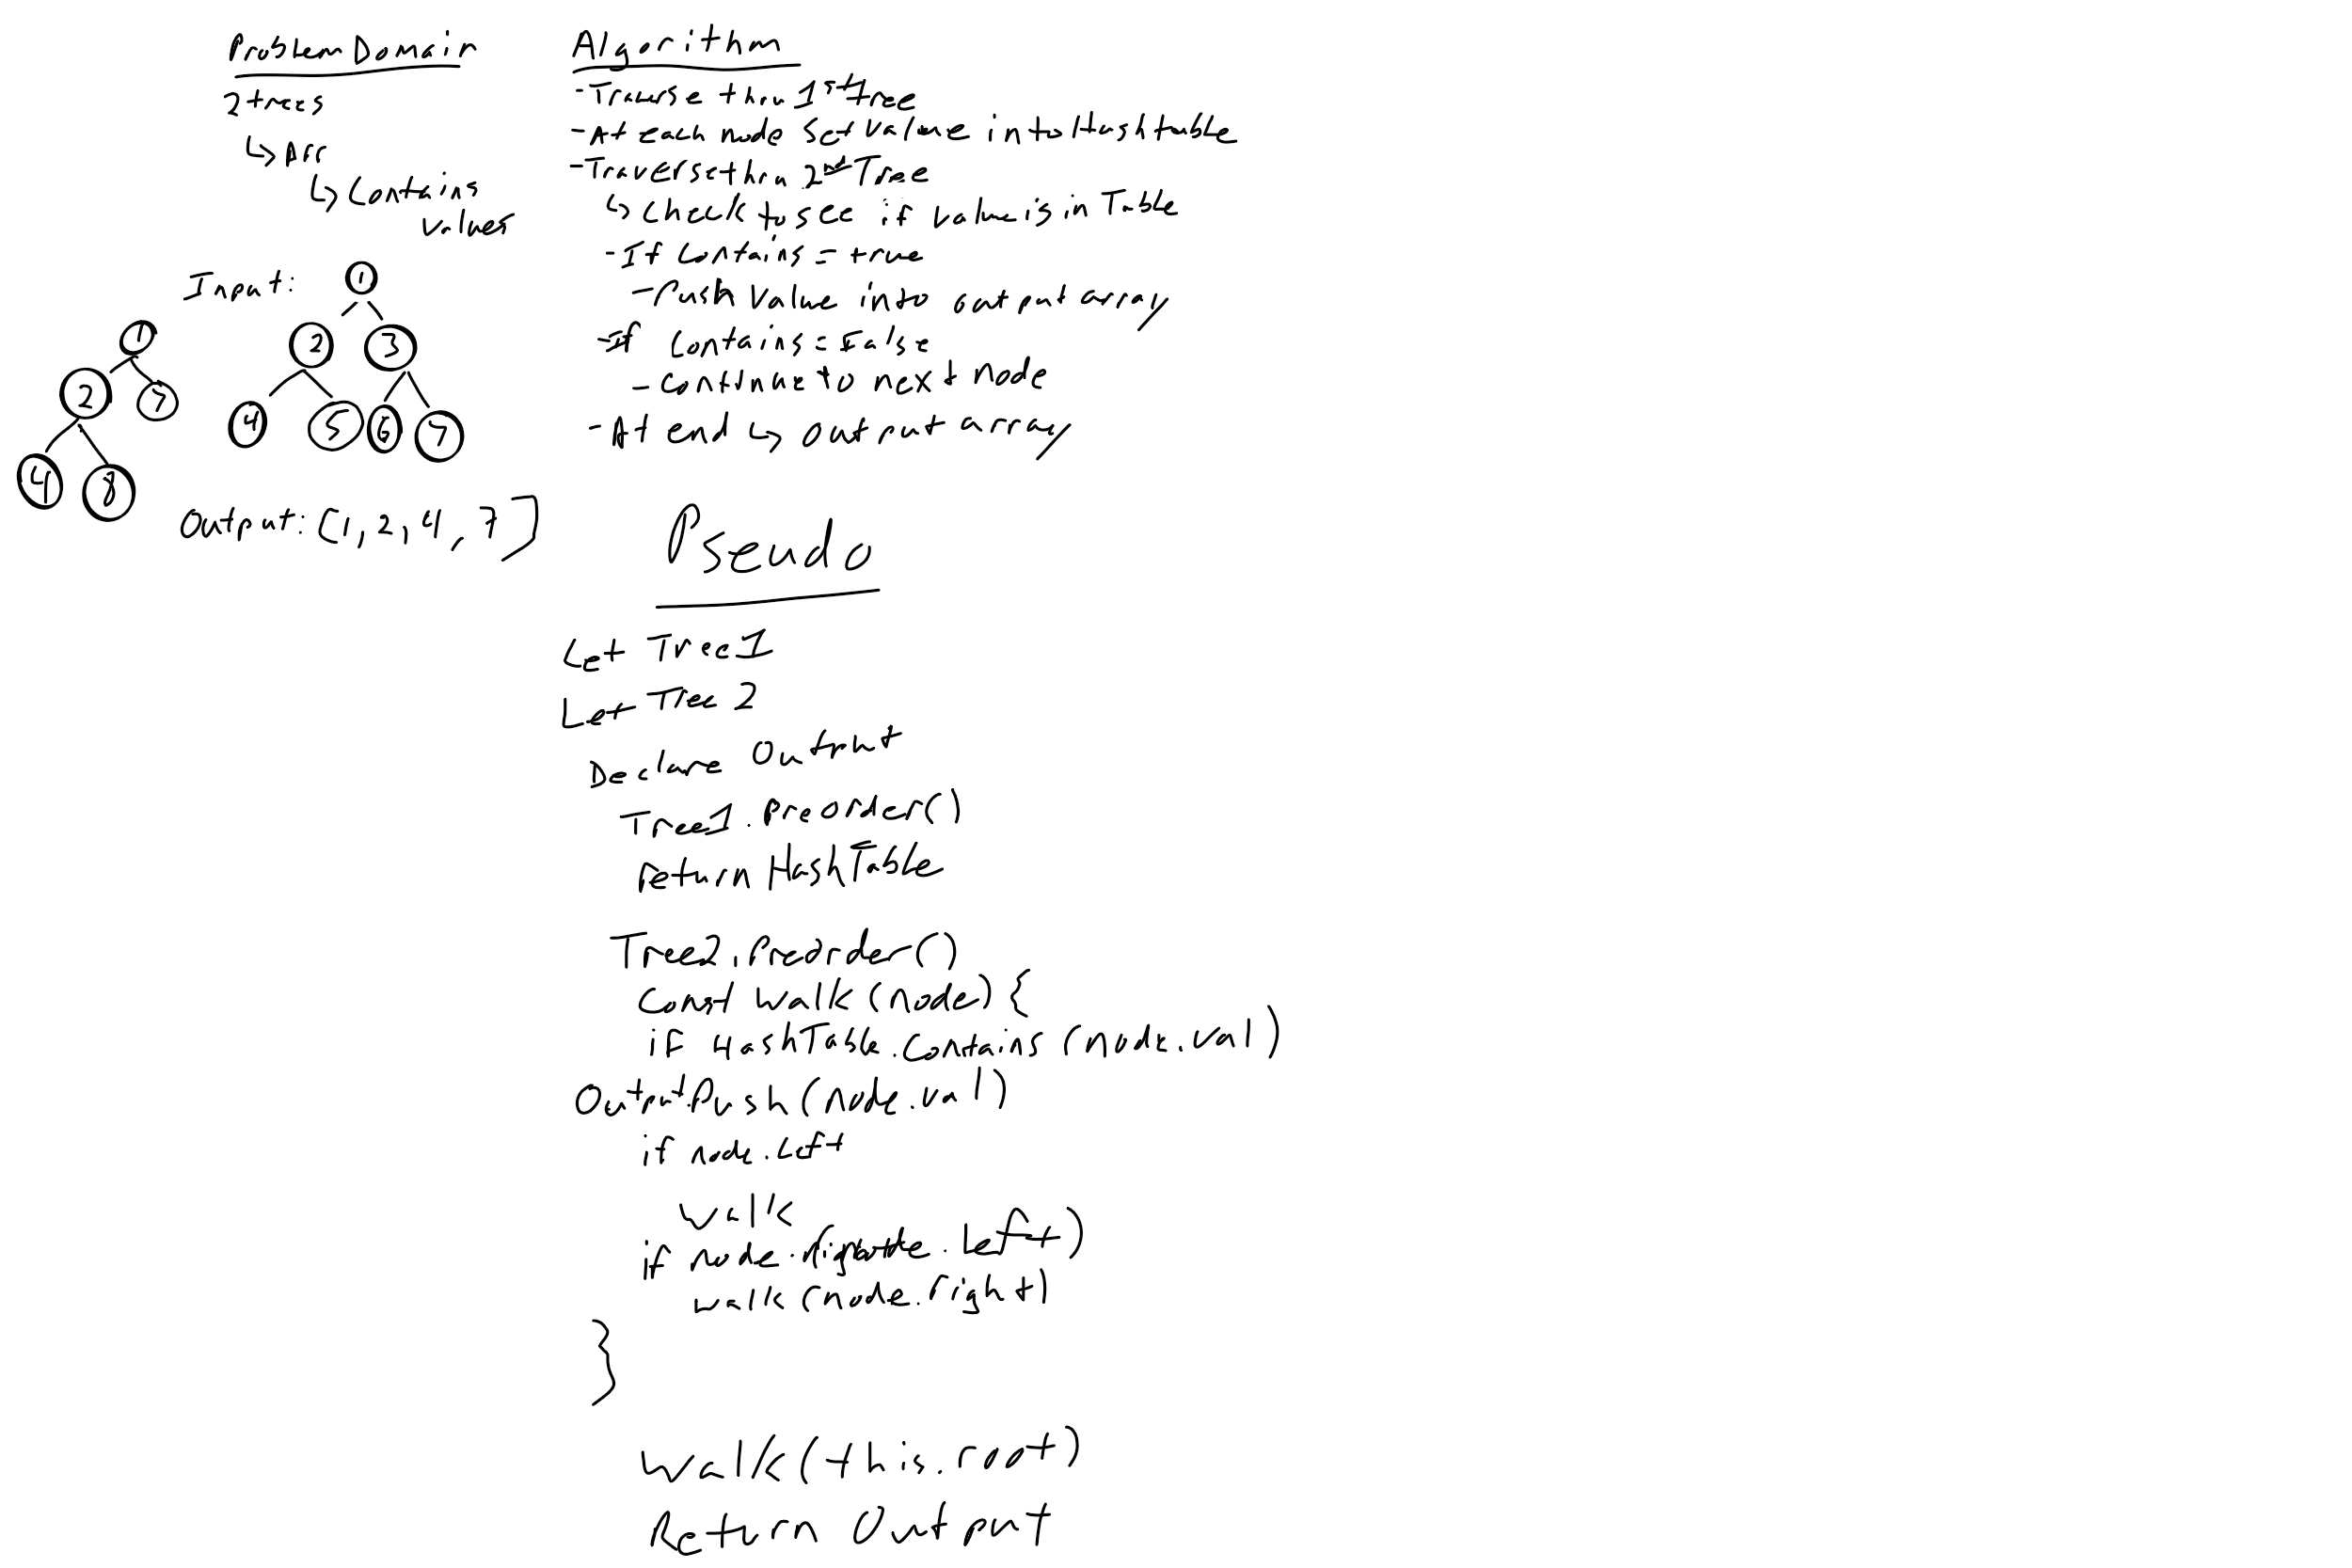 Problem Domain
2 trees
↳ Arr
↳ Contains
values
Input:
1
2 7
4 8
1
2 3
4 5 6 7
Output: [1, 2, 4, 7]
Algorithm
- Traverse thru 1st tree
- At each node set value into Hashtable
- Traverse thru 2nd Tree
↳ check to see if value is in Table
- If Contains = true
- Push value into output array
- If Contains = False
- Continue to next node
- At end ↳ output array
Pseudo
Let Tree1
Let Tree 2
Declare Output
Tree1.Preorder()
return HashTable
Tree2.Preorder()
Const walk (node) {
if HashTable.Contains (node.val)
Output.Push (node.val)
if node.Left
walk
if node.right .Left)
walk (node.right)
}
walk (this.root)
Return Output